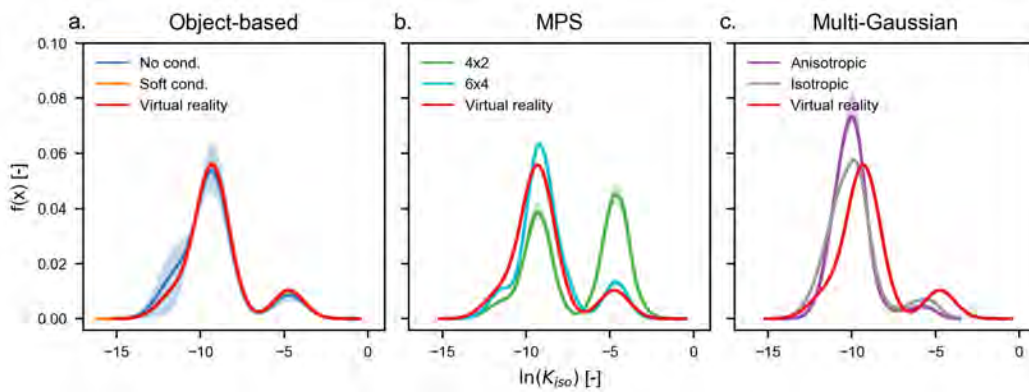 a. Object-based
b. MPS
c. Multi-Gaussian
f(x) [-]
0.10
0.08
0.06
0.04
0.02
0.00
No cond.
Soft cond.
Virtual reality
4x2
6x4
Virtual reality
Anisotropic
Isotropic
Virtual reality
−15 −10 −5 0
−15 −10 −5 0
−15 −10 −5 0
ln(K_iso) [-]